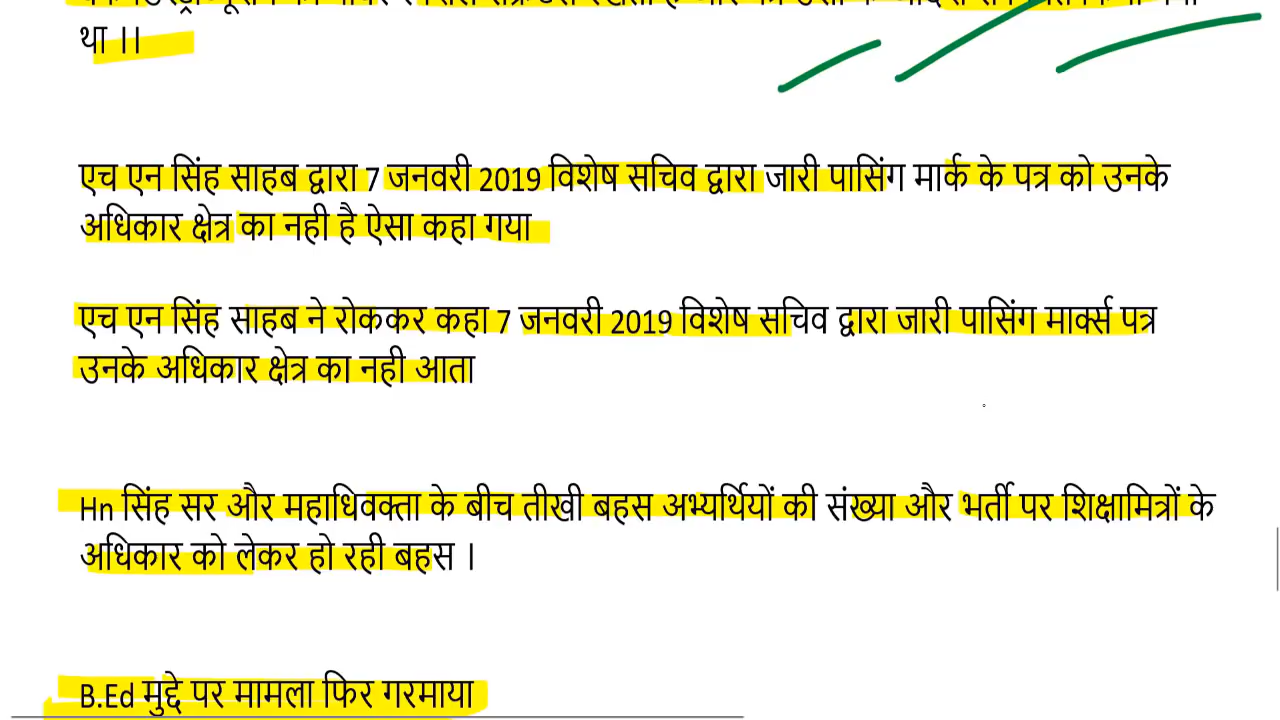 था ।।
एच एन सिंह साहब द्वारा 7 जनवरी 2019 विशेष सचिव द्वारा जारी पासिंग मार्क के पत्र को उनके
अधिकार क्षेत्र का नही है ऐसा कहा गया
एच एन सिंह साहब ने रोककर कहा 7 जनवरी 2019 विशेष सचिव द्वारा जारी पासिंग मार्क्स पत्र
उनके अधिकार क्षेत्र का नही आता
Hn सिंह सर और महाधिवक्ता के बीच तीखी बहस अभ्यर्थियों की संख्या और भर्ती पर शिक्षामित्रों के
अधिकार को लेकर हो रही बहस ।
B.Ed मुद्दे पर मामला फिर गरमाया